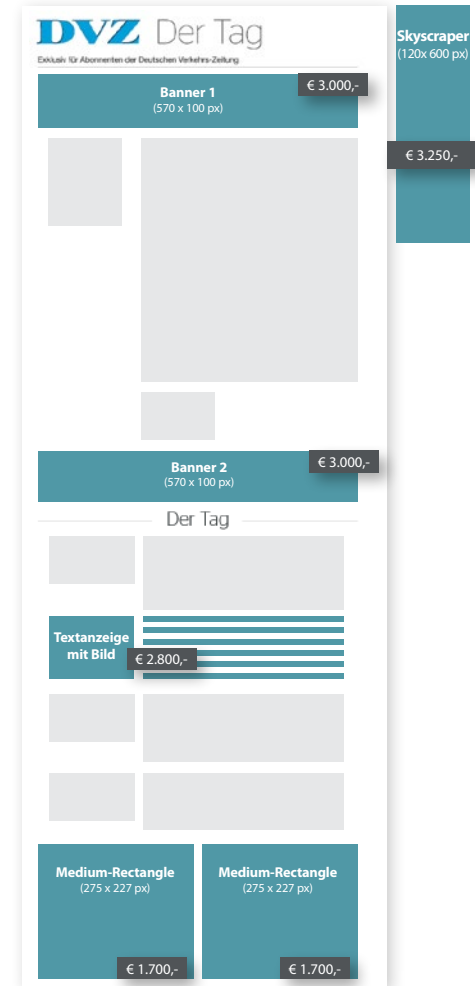 DVZ Der Tag
Exklusiv für Abonnenten der Deutschen Verkehrs-Zeitung
Banner 1
(570 x 100 px)
€ 3.000,-
Skyscraper
(120x 600 px)
€ 3.250,-
Banner 2
(570 x 100 px)
€ 3.000,-
Der Tag
Textanzeige
mit Bild
€ 2.800,-
Medium-Rectangle
(275 x 227 px)
€ 1.700,-
Medium-Rectangle
(275 x 227 px)
€ 1.700,-